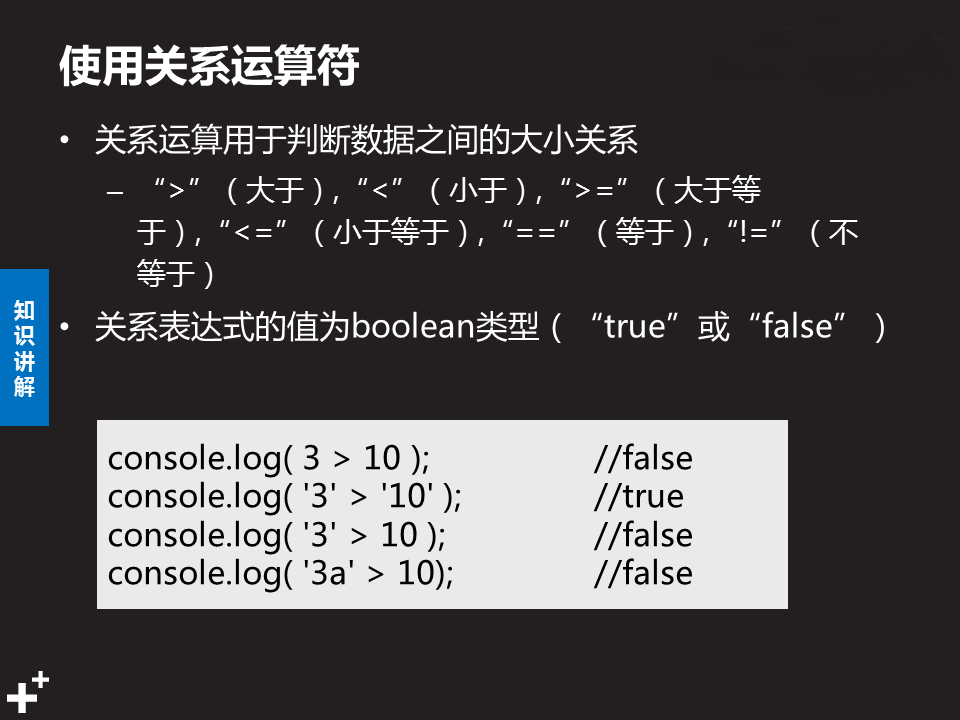 使用关系运算符
• 关系运算用于判断数据之间的大小关系
– “>”（大于）,“<”（小于）,“>=”（大于等
于）,“<=”（小于等于）,“==”（等于）,“!=”（不
等于）
知识讲解
• 关系表达式的值为boolean类型（“true”或“false”）
console.log( 3 > 10 ); //false
console.log( '3' > '10' ); //true
console.log( '3' > 10 ); //false
console.log( '3a' > 10); //false